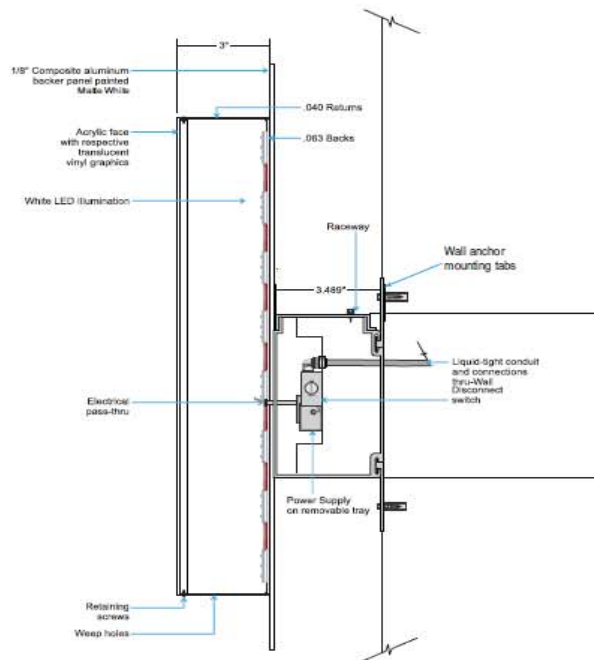 3"
1/8" Composite aluminum
backer panel painted
Matte White
.040 Returns
Acrylic face
with respective
translucent
vinyl graphics
.063 Backs
White LED Illumination
Raceway
Wall anchor
mounting tabs
3.489"
Liquid-tight conduit
and connections
thru-Wall
Disconnect
switch
Electrical
pass-thru
Power Supply
on removable tray
Retaining
screws
Weep holes